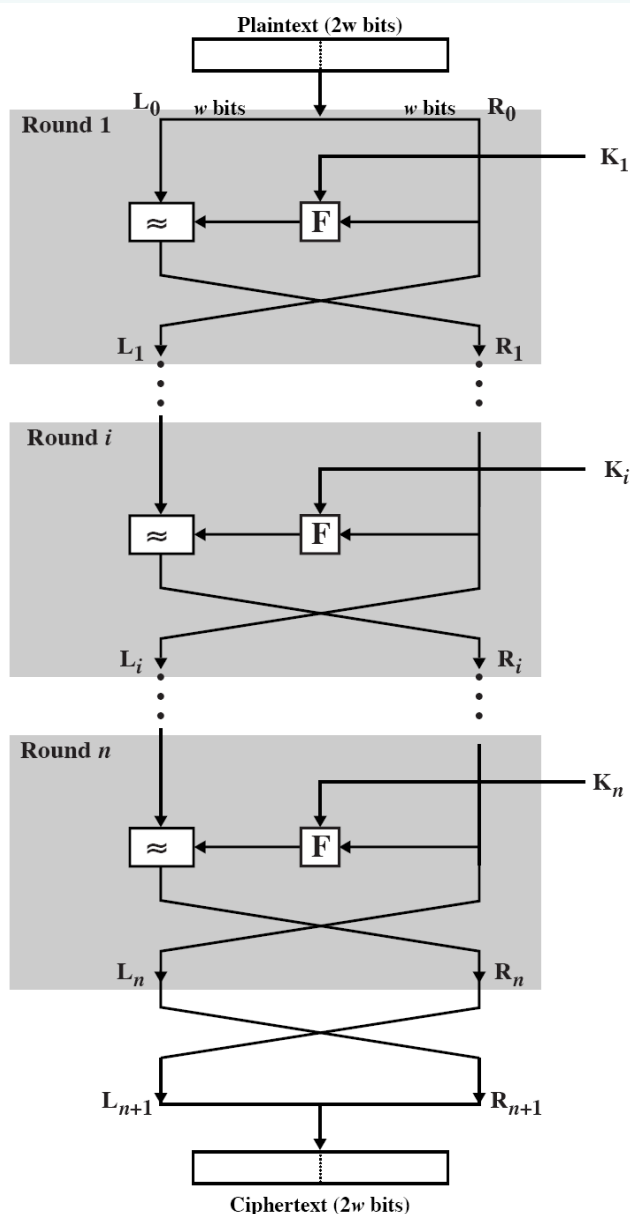 Plaintext (2w bits)
L0 w bits w bits R0
Round 1
K1
≈ F
L1 R1
Round i
Ki
≈ F
Li Ri
Round n
Kn
≈ F
Ln Rn
Ln+1 Rn+1
Ciphertext (2w bits)